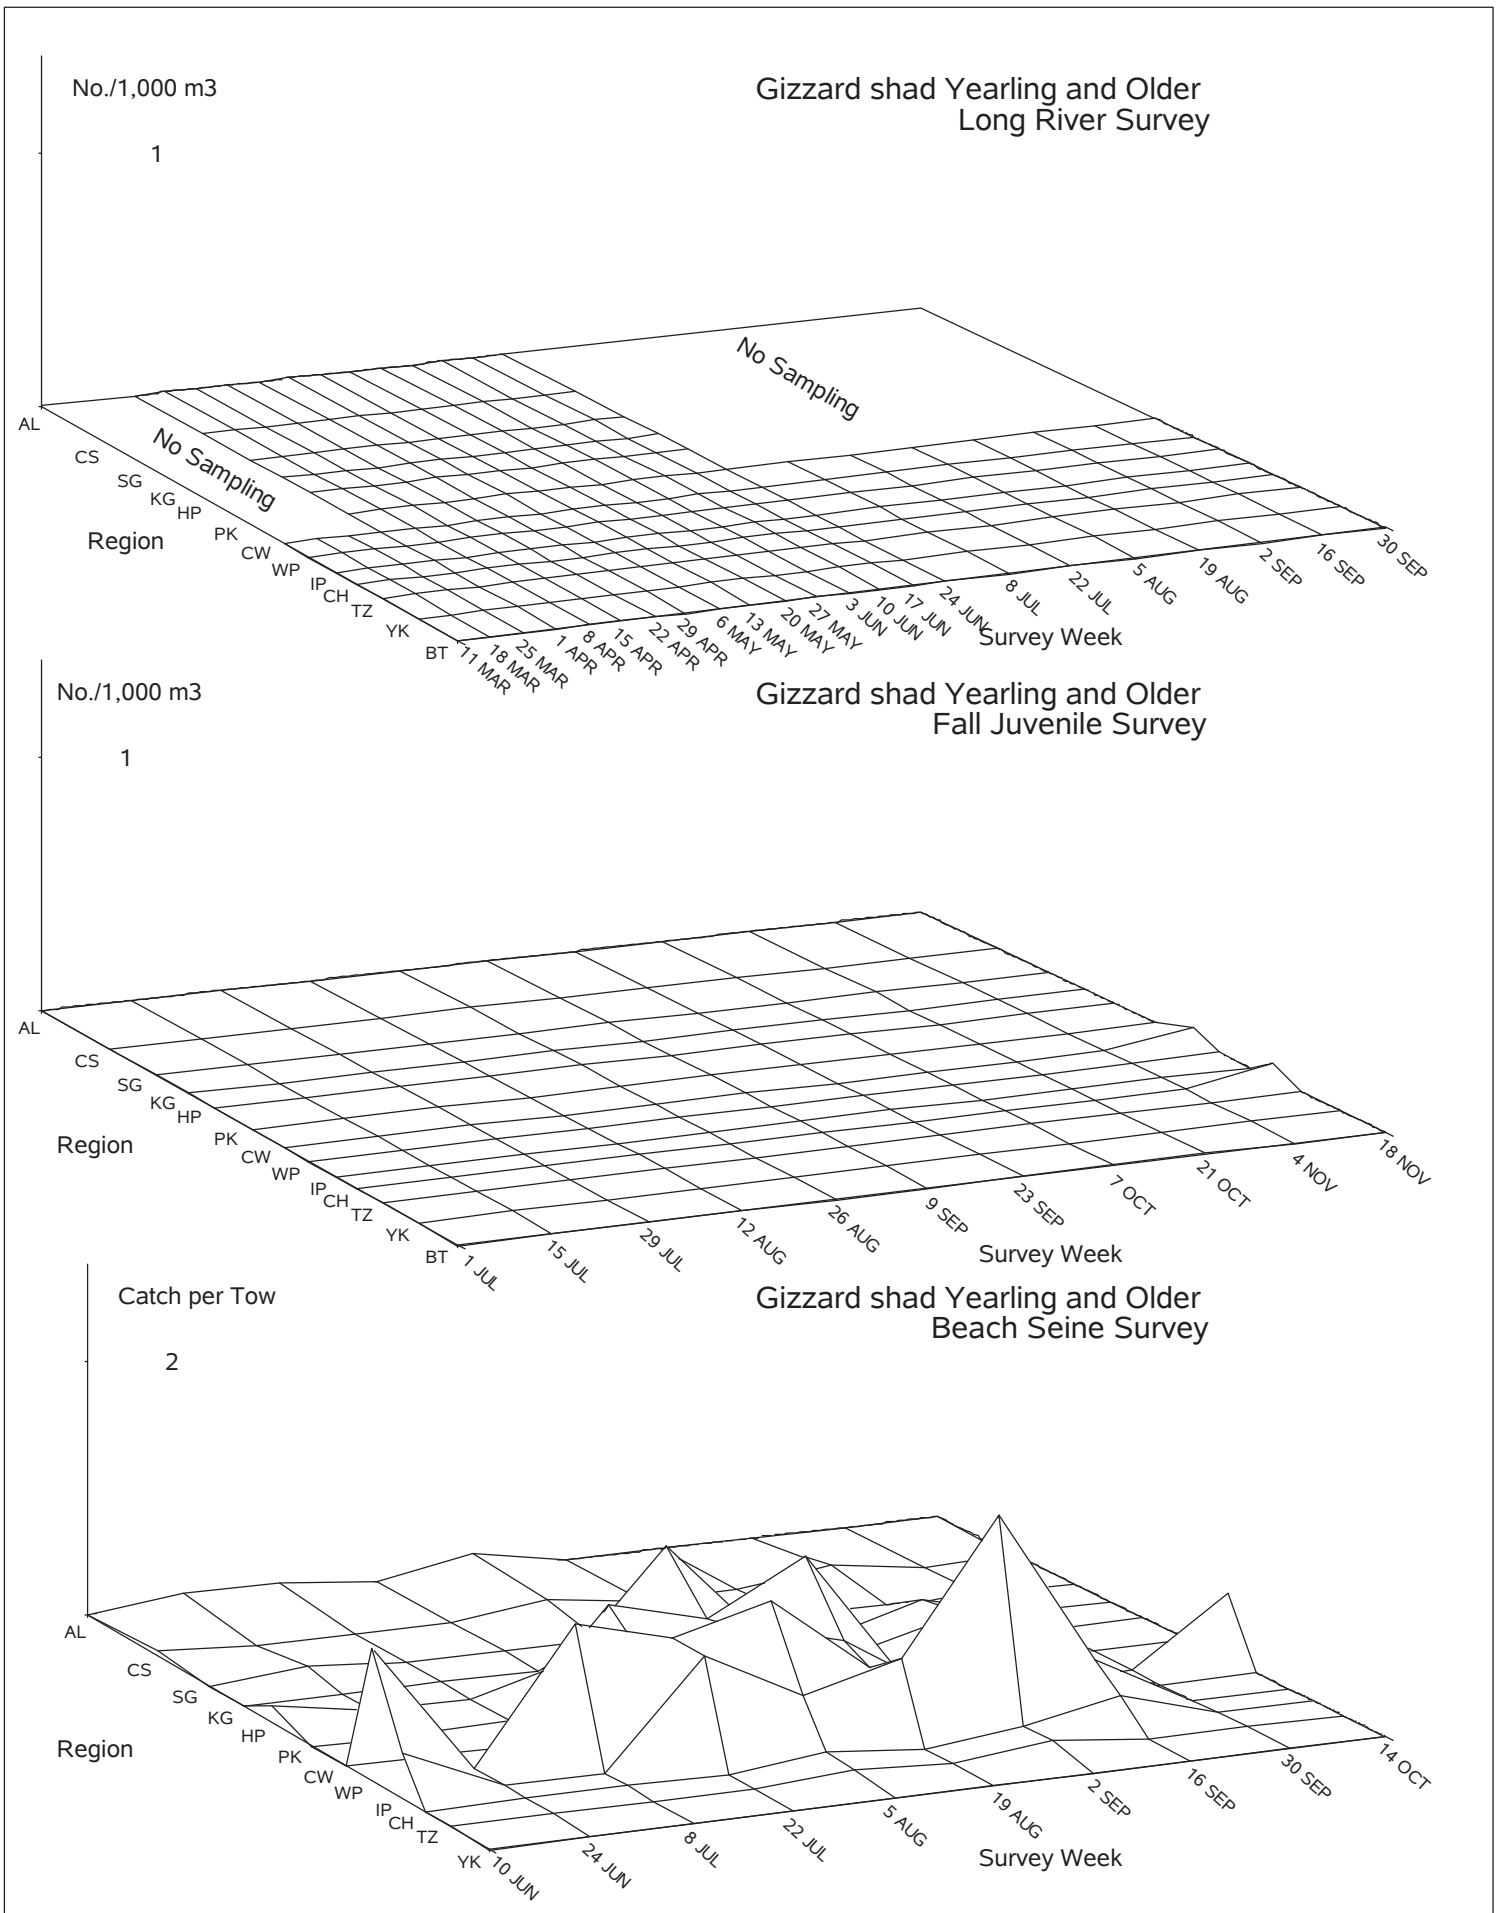 No./1,000 m3
Gizzard shad Yearling and Older
Long River Survey
1
No Sampling
No Sampling
AL
CS
SG
KG
HP
PK
CW
WP
IP
CH
TZ
YK
BT
Region
11 MAR
18 MAR
25 MAR
1 APR
8 APR
15 APR
22 APR
29 APR
6 MAY
13 MAY
20 MAY
27 MAY
3 JUN
10 JUN
17 JUN
24 JUN
8 JUL
22 JUL
5 AUG
19 AUG
2 SEP
16 SEP
30 SEP
Survey Week
No./1,000 m3
Gizzard shad Yearling and Older
Fall Juvenile Survey
1
AL
CS
SG
KG
HP
PK
CW
WP
IP
CH
TZ
YK
BT
Region
1 JUL
15 JUL
29 JUL
12 AUG
26 AUG
9 SEP
23 SEP
7 OCT
21 OCT
4 NOV
18 NOV
Survey Week
Catch per Tow
Gizzard shad Yearling and Older
Beach Seine Survey
2
AL
CS
SG
KG
HP
PK
CW
WP
IP
CH
TZ
YK
Region
10 JUN
24 JUN
8 JUL
22 JUL
5 AUG
19 AUG
2 SEP
16 SEP
30 SEP
14 OCT
Survey Week